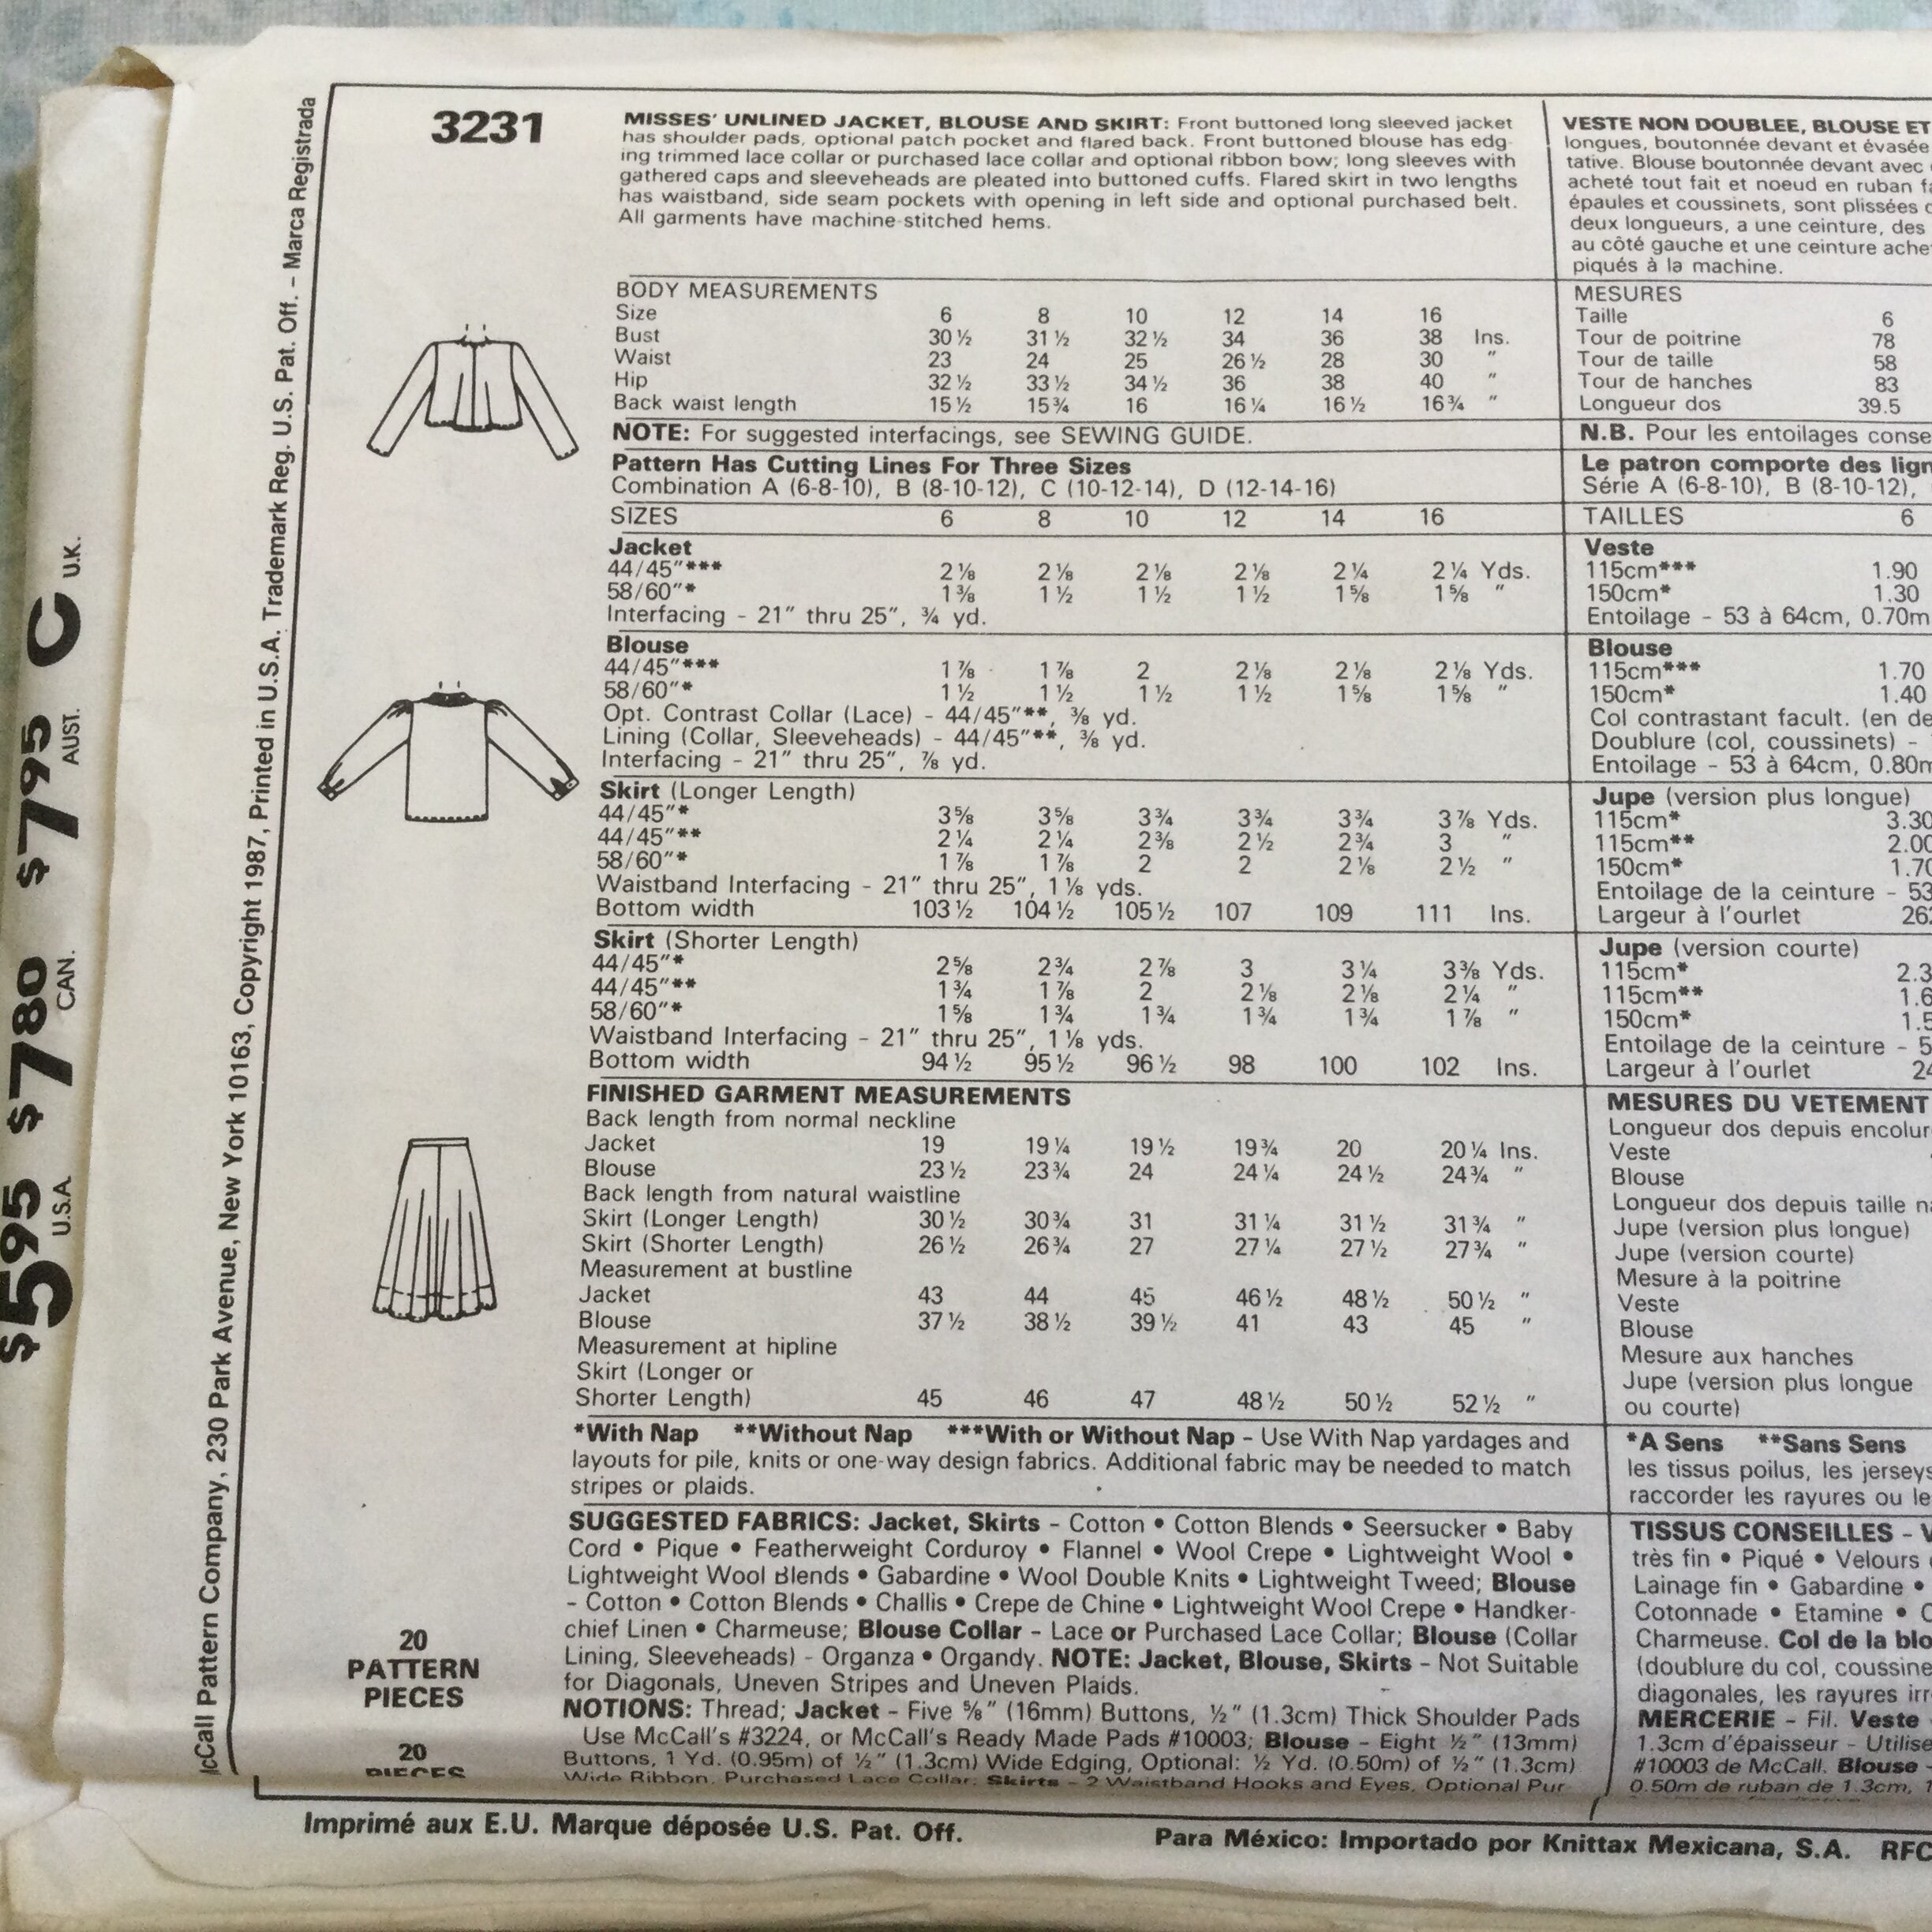 3231
MISSES' UNLINED JACKET, BLOUSE AND SKIRT: Front buttoned long sleeved jacket
has shoulder pads, optional patch pocket and flared back. Front buttoned blouse has edg-
ing trimmed lace collar or purchased lace collar and optional ribbon bow; long sleeves with
gathered caps and sleeveheads are pleated into buttoned cuffs. Flared skirt in two lengths
has waistband, side seam pockets with opening in left side and optional purchased belt.
All garments have machine-stitched hems.
BODY MEASUREMENTS
Size 6 8 10 12 14 16
Bust 30½ 31½ 32½ 34 36 38 Ins.
Waist 23 24 25 26½ 28 30 "
Hip 32½ 33½ 34½ 36 38 40 "
Back waist length 15½ 15¾ 16 16¼ 16½ 16¾ "
NOTE: For suggested interfacings, see SEWING GUIDE.
Pattern Has Cutting Lines For Three Sizes
Combination A (6-8-10), B (8-10-12), C (10-12-14), D (12-14-16)
SIZES 6 8 10 12 14 16
Jacket
44/45"*** 2⅛ 2⅛ 2⅛ 2⅛ 2¼ 2¼ Yds.
58/60"* 1⅜ 1½ 1½ 1½ 1⅝ 1⅝ "
Interfacing - 21" thru 25", ¾ yd.
Blouse
44/45"*** 1⅞ 1⅞ 2 2⅛ 2⅛ 2⅛ Yds.
58/60"* 1½ 1½ 1½ 1½ 1⅝ 1⅝ "
Opt. Contrast Collar (Lace) - 44/45"**, ⅜ yd.
Lining (Collar, Sleeveheads) - 44/45"**, ⅜ yd.
Interfacing - 21" thru 25", ⅞ yd.
Skirt (Longer Length)
44/45"* 3⅝ 3⅝ 3¾ 3¾ 3¾ 3⅞ Yds.
44/45"** 2¼ 2¼ 2⅜ 2½ 2¾ 3 "
58/60"* 1⅞ 1⅞ 2 2 2⅛ 2½ "
Waistband Interfacing - 21" thru 25", 1⅛ yds.
Bottom width 103½ 104½ 105½ 107 109 111 Ins.
Skirt (Shorter Length)
44/45"* 2⅝ 2¾ 2⅞ 3 3¼ 3⅜ Yds.
44/45"** 1¾ 1⅞ 2 2⅛ 2⅛ 2¼ "
58/60"* 1⅝ 1¾ 1¾ 1¾ 1¾ 1⅞ "
Waistband Interfacing - 21" thru 25", 1⅛ yds.
Bottom width 94½ 95½ 96½ 98 100 102 Ins.
FINISHED GARMENT MEASUREMENTS
Back length from normal neckline
Jacket 19 19¼ 19½ 19¾ 20 20¼ Ins.
Blouse 23½ 23¾ 24 24¼ 24½ 24¾ "
Back length from natural waistline
Skirt (Longer Length) 30½ 30¾ 31 31¼ 31½ 31¾ "
Skirt (Shorter Length) 26½ 26¾ 27 27¼ 27½ 27¾ "
Measurement at bustline
Jacket 43 44 45 46½ 48½ 50½ "
Blouse 37½ 38½ 39½ 41 43 45 "
Measurement at hipline
Skirt (Longer or
Shorter Length) 45 46 47 48½ 50½ 52½ "
*With Nap **Without Nap ***With or Without Nap - Use With Nap yardages and
layouts for pile, knits or one-way design fabrics. Additional fabric may be needed to match
stripes or plaids.
SUGGESTED FABRICS: Jacket, Skirts - Cotton • Cotton Blends • Seersucker • Baby
Cord • Pique • Featherweight Corduroy • Flannel • Wool Crepe • Lightweight Wool •
Lightweight Wool Blends • Gabardine • Wool Double Knits • Lightweight Tweed; Blouse
- Cotton • Cotton Blends • Challis • Crepe de Chine • Lightweight Wool Crepe • Handker-
chief Linen • Charmeuse; Blouse Collar - Lace or Purchased Lace Collar; Blouse (Collar
Lining, Sleeveheads) - Organza • Organdy. NOTE: Jacket, Blouse, Skirts - Not Suitable
for Diagonals, Uneven Stripes and Uneven Plaids.
NOTIONS: Thread; Jacket - Five ⅝" (16mm) Buttons, ½" (1.3cm) Thick Shoulder Pads
Use McCall's #3224, or McCall's Ready Made Pads #10003; Blouse - Eight ½" (13mm)
Buttons, 1 Yd. (0.95m) of ½" (1.3cm) Wide Edging, Optional: ½ Yd. (0.50m) of ½" (1.3cm)
Wide Ribbon, Purchased Lace Collar; Skirts - 2 Waistband Hooks and Eyes, Optional Pur-
VESTE NON DOUBLEE, BLOUSE ET
longues, boutonnée devant et évasée
tative. Blouse boutonnée devant avec
acheté tout fait et noeud en ruban
épaules et coussinets, sont plissées
deux longueurs, a une ceinture, des
au côté gauche et une ceinture
piqués à la machine.
MESURES
Taille 6
Tour de poitrine 78
Tour de taille 58
Tour de hanches 83
Longueur dos 39.5
N.B. Pour les entoilages
Le patron comporte des
Série A (6-8-10), B (8-10-12),
TAILLES 6
Veste
115cm*** 1.90
150cm* 1.30
Entoilage - 53 à 64cm, 0.70m
Blouse
115cm*** 1.70
150cm* 1.40
Col contrastant facult. (en
Doublure (col, coussinets) -
Entoilage - 53 à 64cm, 0.80m
Jupe (version plus longue)
115cm* 3.30
115cm** 2.00
150cm* 1.70
Entoilage de la ceinture - 53
Largeur à l'ourlet
Jupe (version courte)
115cm*
115cm**
150cm*
Entoilage de la ceinture -
Largeur à l'ourlet
MESURES DU VETEMENT
Longueur dos depuis
Veste
Blouse
Longueur dos depuis taille
Jupe (version plus longue)
Jupe (version courte)
Mesure à la poitrine
Veste
Blouse
Mesure aux hanches
Jupe (version plus longue
ou courte)
*A Sens **Sans Sens
les tissus poilus, les jerseys
raccorder les rayures ou
TISSUS CONSEILLES -
très fin • Piqué • Velours
Lainage fin • Gabardine •
Cotonnade • Etamine •
Charmeuse. Col de la
(doublure du col,
diagonales, les rayures
MERCERIE - Fil. Veste
1.3cm d'épaisseur -
#10003 de McCall. Blouse -
0.50m de ruban de 1.3cm,
20
PATTERN
PIECES
20
PIECES
McCall Pattern Company, 230 Park Avenue, New York 10163, Copyright 1987, Printed in U.S.A. Trademark Reg. U.S. Pat. Off. – Marca Registrada
$5.95 U.S.A. $7.80 CAN. $7.95 AUST. C U.K.
Imprimé aux E.U. Marque déposée U.S. Pat. Off.
Para México: Importado por Knittax Mexicana, S.A. RFC